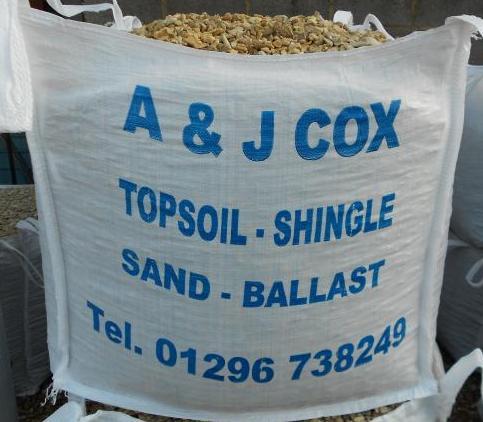 A & J COX
TOPSOIL - SHINGLE
SAND - BALLAST
Tel. 01296 738249